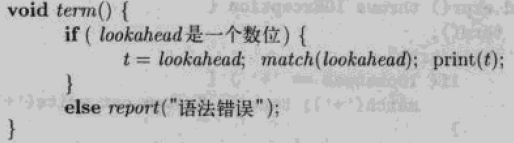 void term() {
if ( lookahead是一个数位) {
t = lookahead; match(lookahead); print(t);
}
else report("语法错误");
}